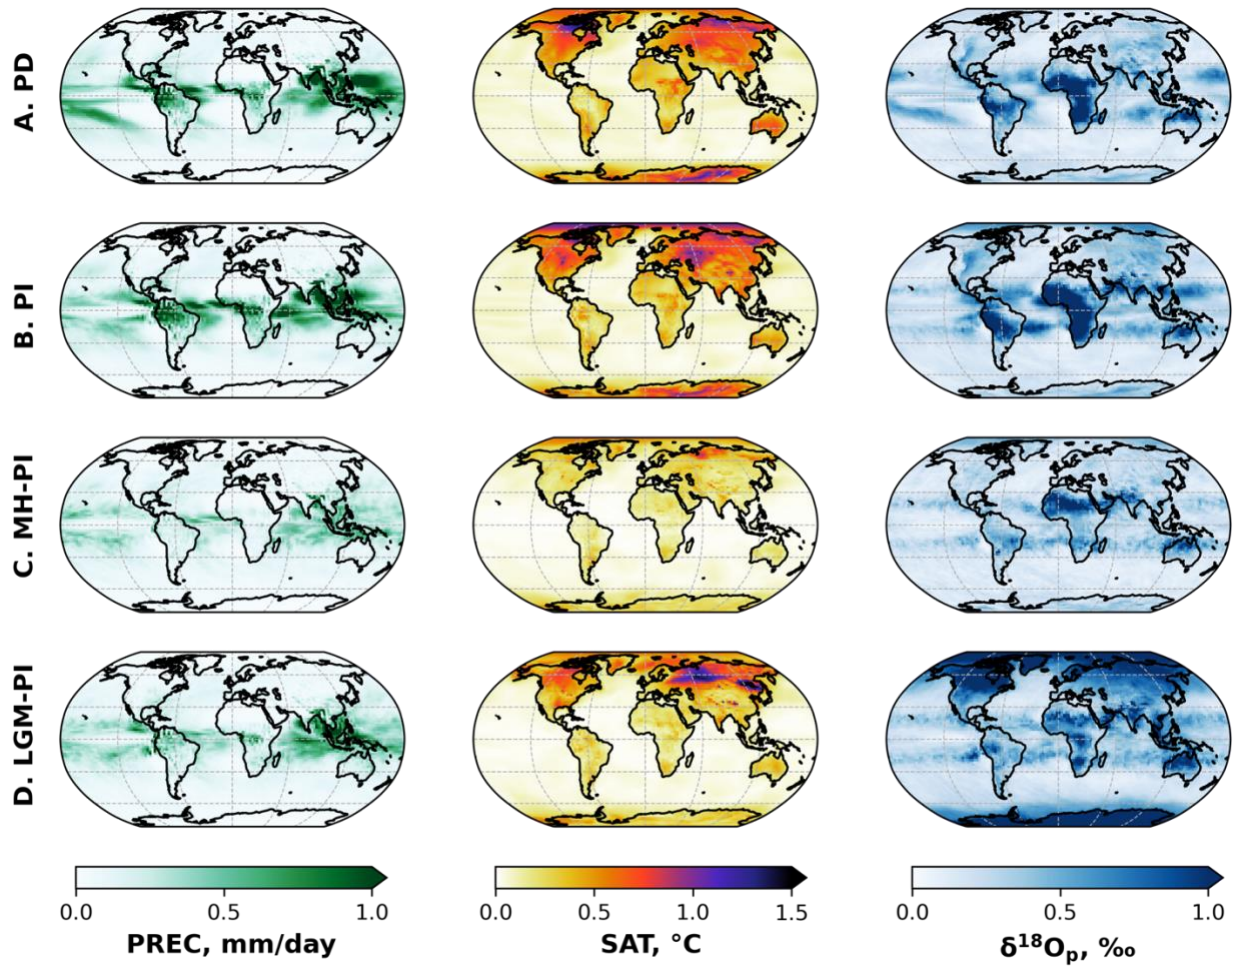 A. PD
B. PI
C. MH-PI
D. LGM-PI
0.0 0.5 1.0
PREC, mm/day
0.0 0.5 1.0 1.5
SAT, °C
0.0 0.5 1.0
δ¹⁸Oₚ, ‰